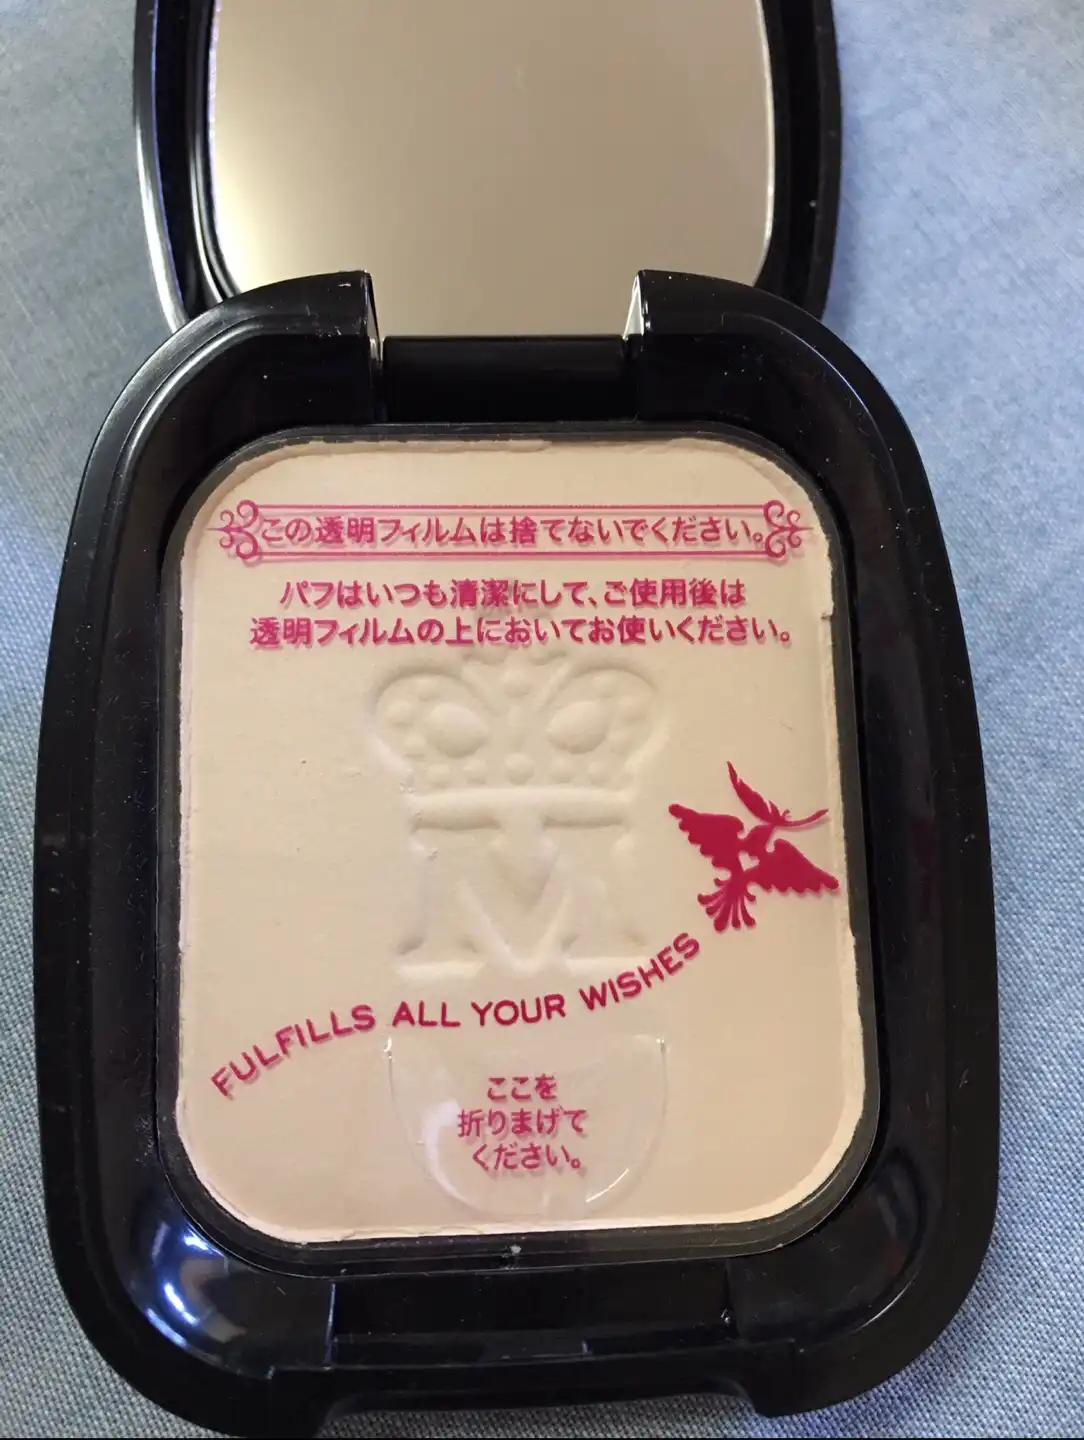 この透明フィルムは捨てないでください。
パフはいつも清潔にして、ご使用後は
透明フィルムの上においてお使いください。
M
FULFILLS ALL YOUR WISHES
ここを
折りまげて
ください。